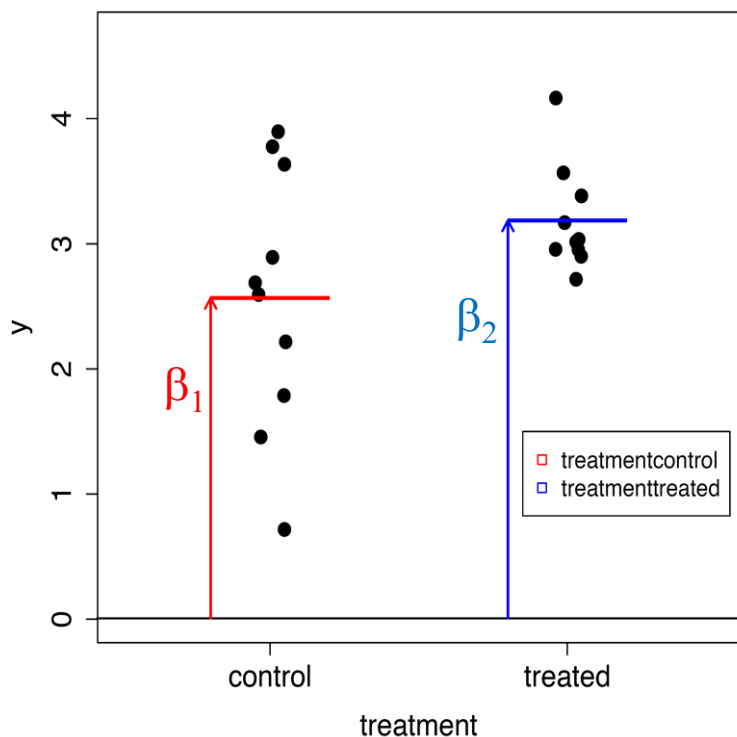 4
3
2
1
0
y
β1
β2
treatmentcontrol
treatmenttreated
control
treated
treatment